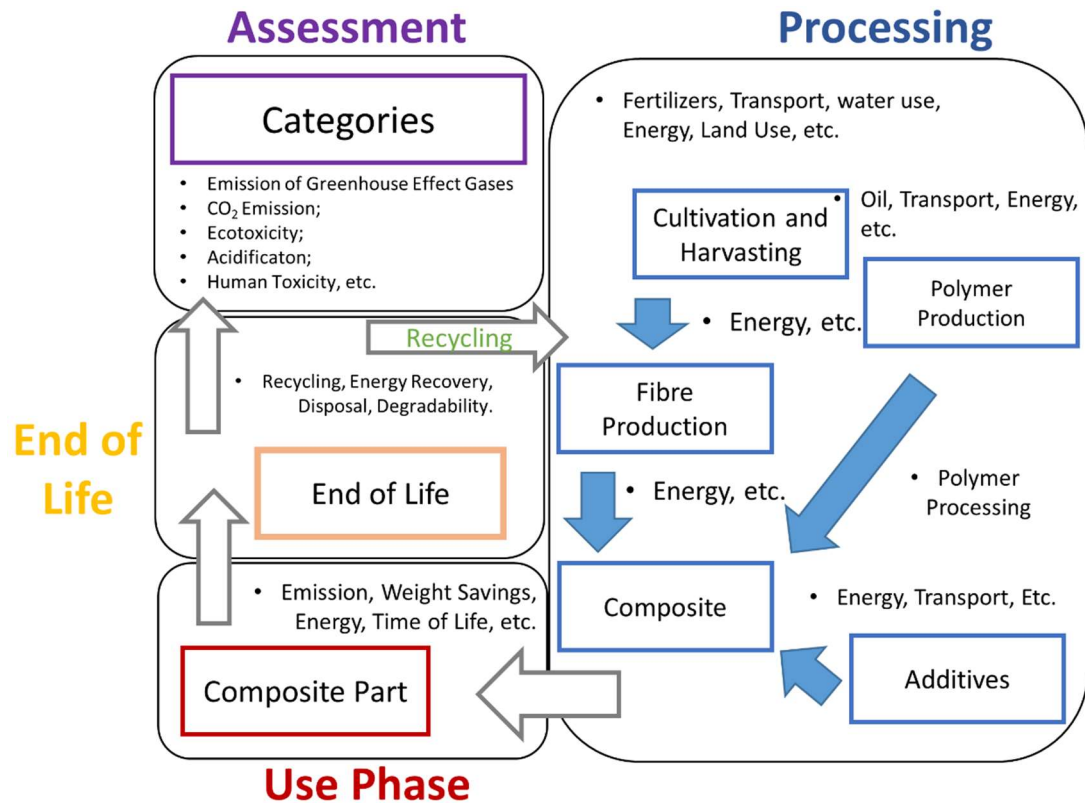 Assessment
Processing
Categories
• Emission of Greenhouse Effect Gases
• CO₂ Emission;
• Ecotoxicity;
• Acidificaton;
• Human Toxicity, etc.
• Fertilizers, Transport, water use,
Energy, Land Use, etc.
Cultivation and
Harvasting
• Oil, Transport, Energy,
etc.
Polymer
Production
• Energy, etc.
Recycling
• Recycling, Energy Recovery,
Disposal, Degradability.
Fibre
Production
End of
Life
End of Life
• Energy, etc.
• Polymer
Processing
• Emission, Weight Savings,
Energy, Time of Life, etc.
Composite
• Energy, Transport, Etc.
Composite Part
Additives
Use Phase